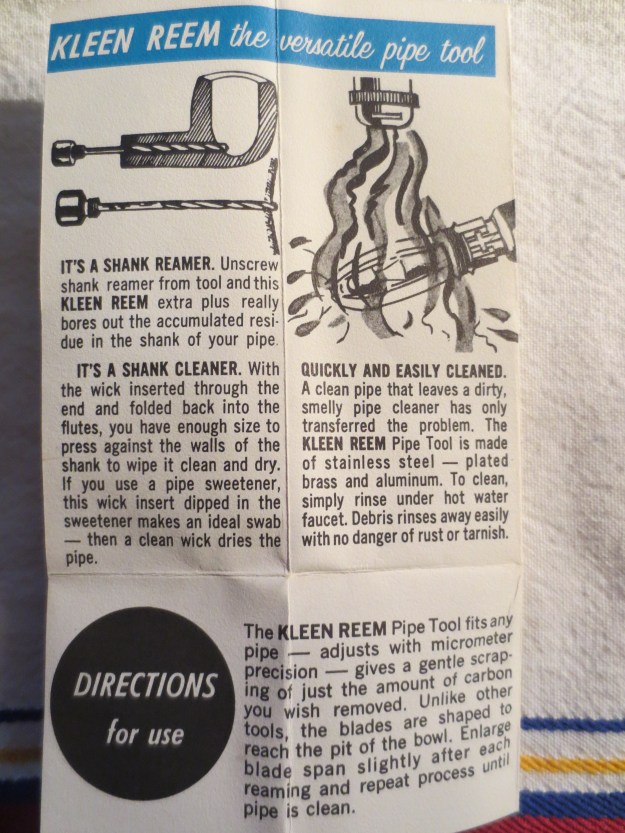 KLEEN REEM the versatile pipe tool
IT'S A SHANK REAMER. Unscrew
shank reamer from tool and this
KLEEN REEM extra plus really
bores out the accumulated resi-
due in the shank of your pipe.
IT'S A SHANK CLEANER. With
the wick inserted through the
end and folded back into the
flutes, you have enough size to
press against the walls of the
shank to wipe it clean and dry.
If you use a pipe sweetener,
this wick insert dipped in the
sweetener makes an ideal swab
— then a clean wick dries the
pipe.
QUICKLY AND EASILY CLEANED.
A clean pipe that leaves a dirty,
smelly pipe cleaner has only
transferred the problem. The
KLEEN REEM Pipe Tool is made
of stainless steel — plated
brass and aluminum. To clean,
simply rinse under hot water
faucet. Debris rinses away easily
with no danger of rust or tarnish.
DIRECTIONS
for use
The KLEEN REEM Pipe Tool fits any
pipe — adjusts with micrometer
precision — gives a gentle scrap-
ing of just the amount of carbon
you wish removed. Unlike other
tools, the blades are shaped to
reach the pit of the bowl. Enlarge
blade span slightly after each
reaming and repeat process until
pipe is clean.